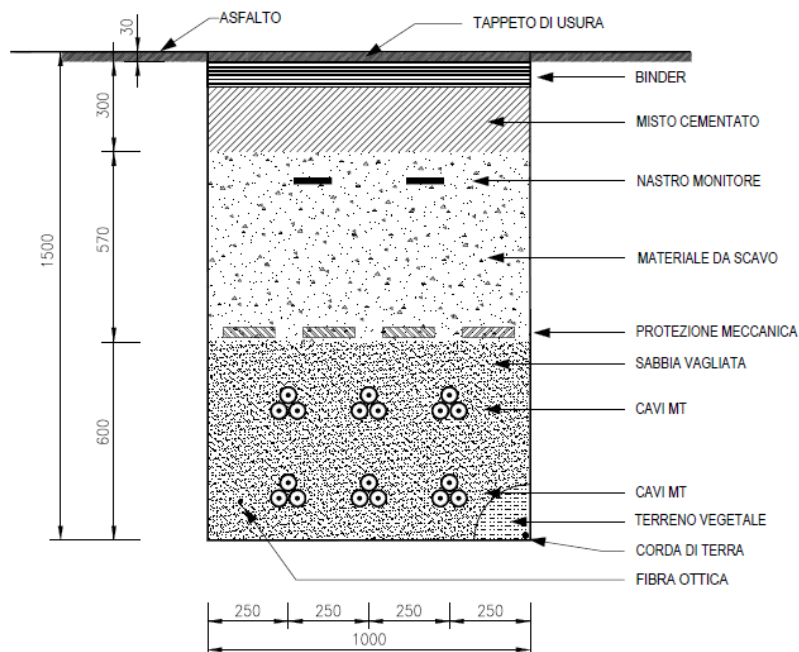 ASFALTO
TAPPETO DI USURA
30
BINDER
300
MISTO CEMENTATO
NASTRO MONITORE
570
1500
MATERIALE DA SCAVO
PROTEZIONE MECCANICA
SABBIA VAGLIATA
CAVI MT
600
CAVI MT
TERRENO VEGETALE
CORDA DI TERRA
FIBRA OTTICA
250 250 250 250
1000